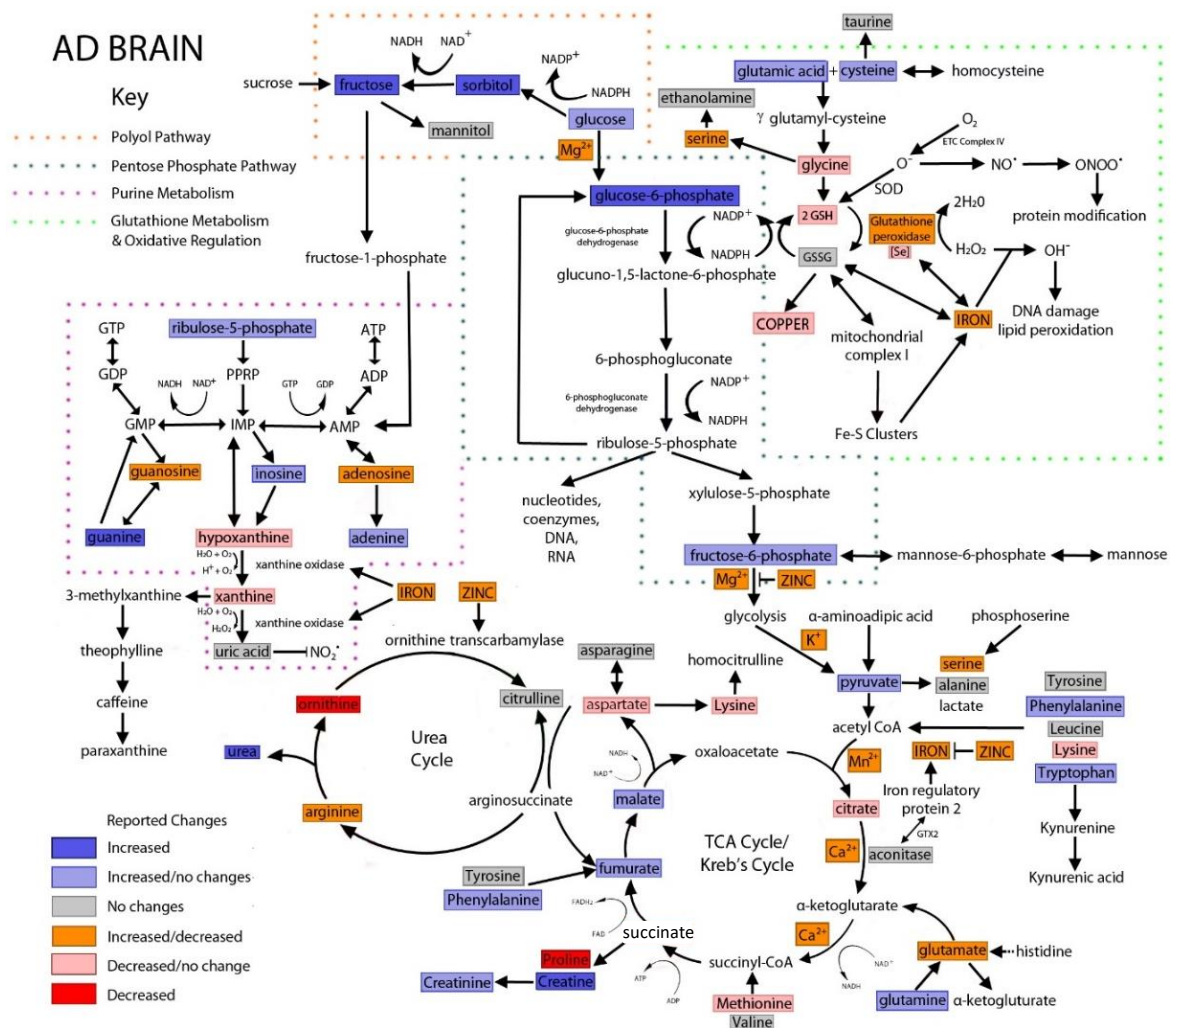 AD BRAIN
Key
Polyol Pathway
Pentose Phosphate Pathway
Purine Metabolism
Glutathione Metabolism
& Oxidative Regulation
sucrose
fructose
NADH
NAD+
sorbitol
NADP+
NADPH
glucose
mannitol
Mg2+
glucose-6-phosphate
fructose-1-phosphate
taurine
glutamic acid
+
cysteine
homocysteine
ethanolamine
γ glutamyl-cysteine
serine
glycine
O2
ETC Complex IV
O-
NO•
ONOO•
SOD
protein modification
2 GSH
Glutathione
peroxidase
[Se]
2H20
H2O2
OH-
GSSG
COPPER
IRON
DNA damage
lipid peroxidation
mitochondrial
complex I
Fe-S Clusters
glucose-6-phosphate
dehydrogenase
NADP+
NADPH
glucuno-1,5-lactone-6-phosphate
6-phosphogluconate
6-phosphogluconate
dehydrogenase
NADP+
NADPH
ribulose-5-phosphate
nucleotides,
coenzymes,
DNA,
RNA
xylulose-5-phosphate
fructose-6-phosphate
mannose-6-phosphate
mannose
Mg2+
ZINC
glycolysis
GTP
ribulose-5-phosphate
ATP
GDP
NADH
NAD+
PPRP
GTP
GDP
ADP
GMP
IMP
AMP
guanosine
inosine
adenosine
guanine
hypoxanthine
adenine
H2O + O2
H+ + O2
xanthine oxidase
3-methylxanthine
xanthine
IRON
ZINC
H2O + O2
H2O2
xanthine oxidase
theophylline
uric acid
NO2•
caffeine
paraxanthine
ornithine transcarbamylase
ornithine
citrulline
urea
Urea
Cycle
arginine
arginosuccinate
asparagine
homocitrulline
aspartate
Lysine
α-aminoadipic acid
phosphoserine
K+
pyruvate
serine
alanine
lactate
acetyl CoA
Tyrosine
Phenylalanine
Leucine
Lysine
Tryptophan
Kynurenine
Kynurenic acid
IRON
ZINC
Iron regulatory
protein 2
GTX2
aconitase
NADH
NAD+
oxaloacetate
Mn2+
malate
citrate
TCA Cycle/
Kreb's Cycle
Ca2+
Tyrosine
Phenylalanine
fumurate
FADH2
FAD
α-ketoglutarate
succinate
Ca2+
Proline
Creatine
Creatinine
ATP
ADP
succinyl-CoA
NAD+
NADH
Methionine
Valine
glutamate
histidine
glutamine
α-ketogluturate
Reported Changes
Increased
Increased/no changes
No changes
Increased/decreased
Decreased/no change
Decreased